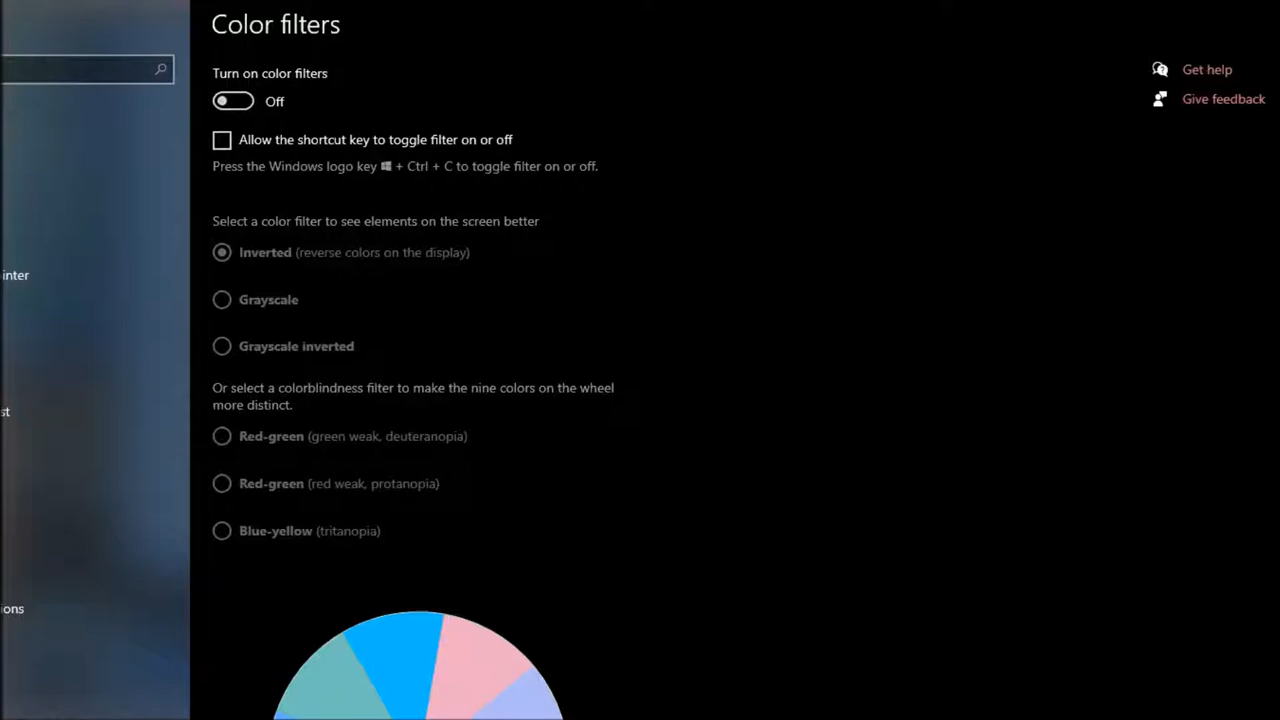 Color filters
Turn on color filters
Off
Allow the shortcut key to toggle filter on or off
Press the Windows logo key + Ctrl + C to toggle filter on or off.
Select a color filter to see elements on the screen better
Inverted (reverse colors on the display)
Grayscale
Grayscale inverted
Or select a colorblindness filter to make the nine colors on the wheel
more distinct.
Red-green (green weak, deuteranopia)
Red-green (red weak, protanopia)
Blue-yellow (tritanopia)
Get help
Give feedback
inter
st
ions